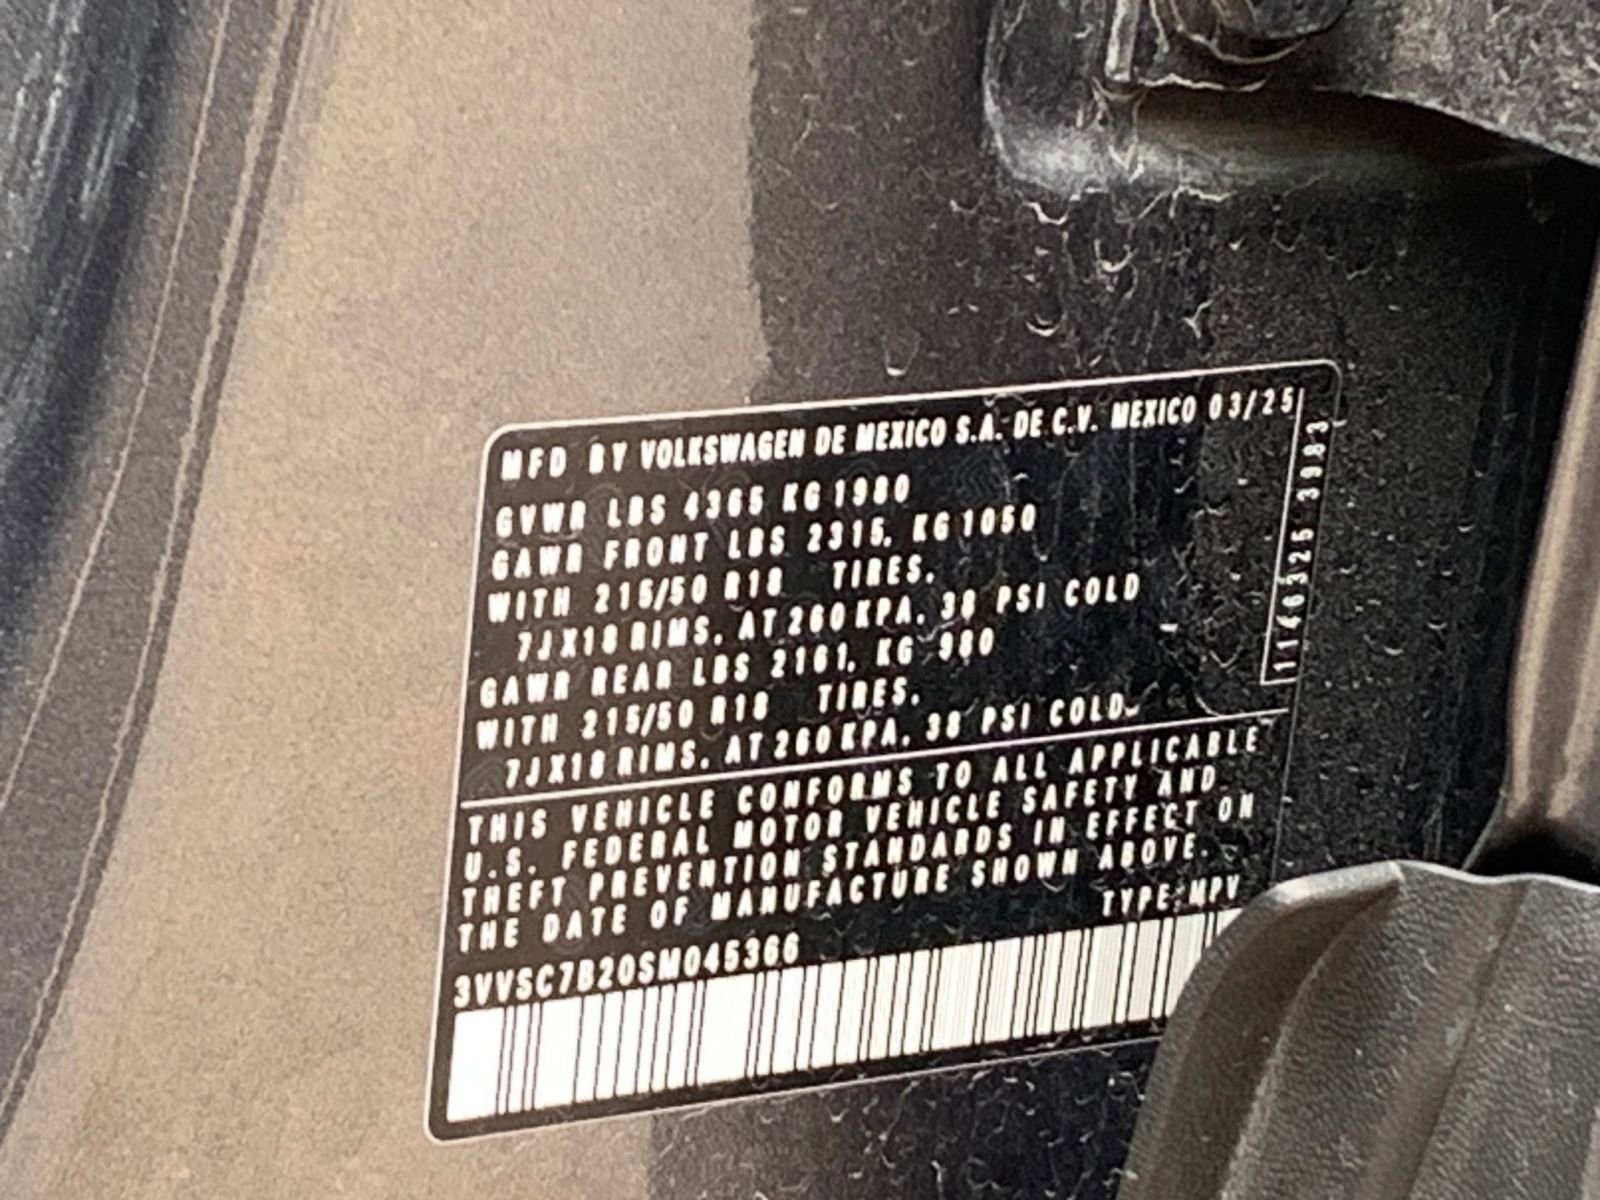 MFD BY VOLKSWAGEN DE MEXICO S.A. DE C.V. MEXICO 03/25
GVWR LBS 4365 KG 1980
GAWR FRONT LBS 2315, KG 1050
WITH 215/50 R18 TIRES,
7JX18 RIMS, AT 260 KPA, 38 PSI COLD
GAWR REAR LBS 2161, KG 980
WITH 215/50 R18 TIRES,
7JX18 RIMS, AT 260 KPA, 38 PSI COLD
THIS VEHICLE CONFORMS TO ALL APPLICABLE
U.S. FEDERAL MOTOR VEHICLE SAFETY AND
THEFT PREVENTION STANDARDS IN EFFECT ON
THE DATE OF MANUFACTURE SHOWN ABOVE.
TYPE:MPV
3VVSC7B20SM045366
1146325 3983